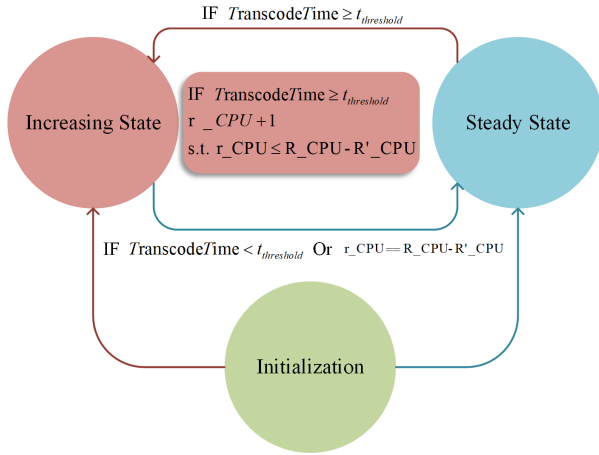 IF TranscodeTime ≥ t_threshold
Increasing State
IF TranscodeTime ≥ t_threshold
r _CPU+1
s.t. r_CPU ≤ R_CPU-R'_CPU
Steady State
IF TranscodeTime < t_threshold Or r_CPU==R_CPU-R'_CPU
Initialization